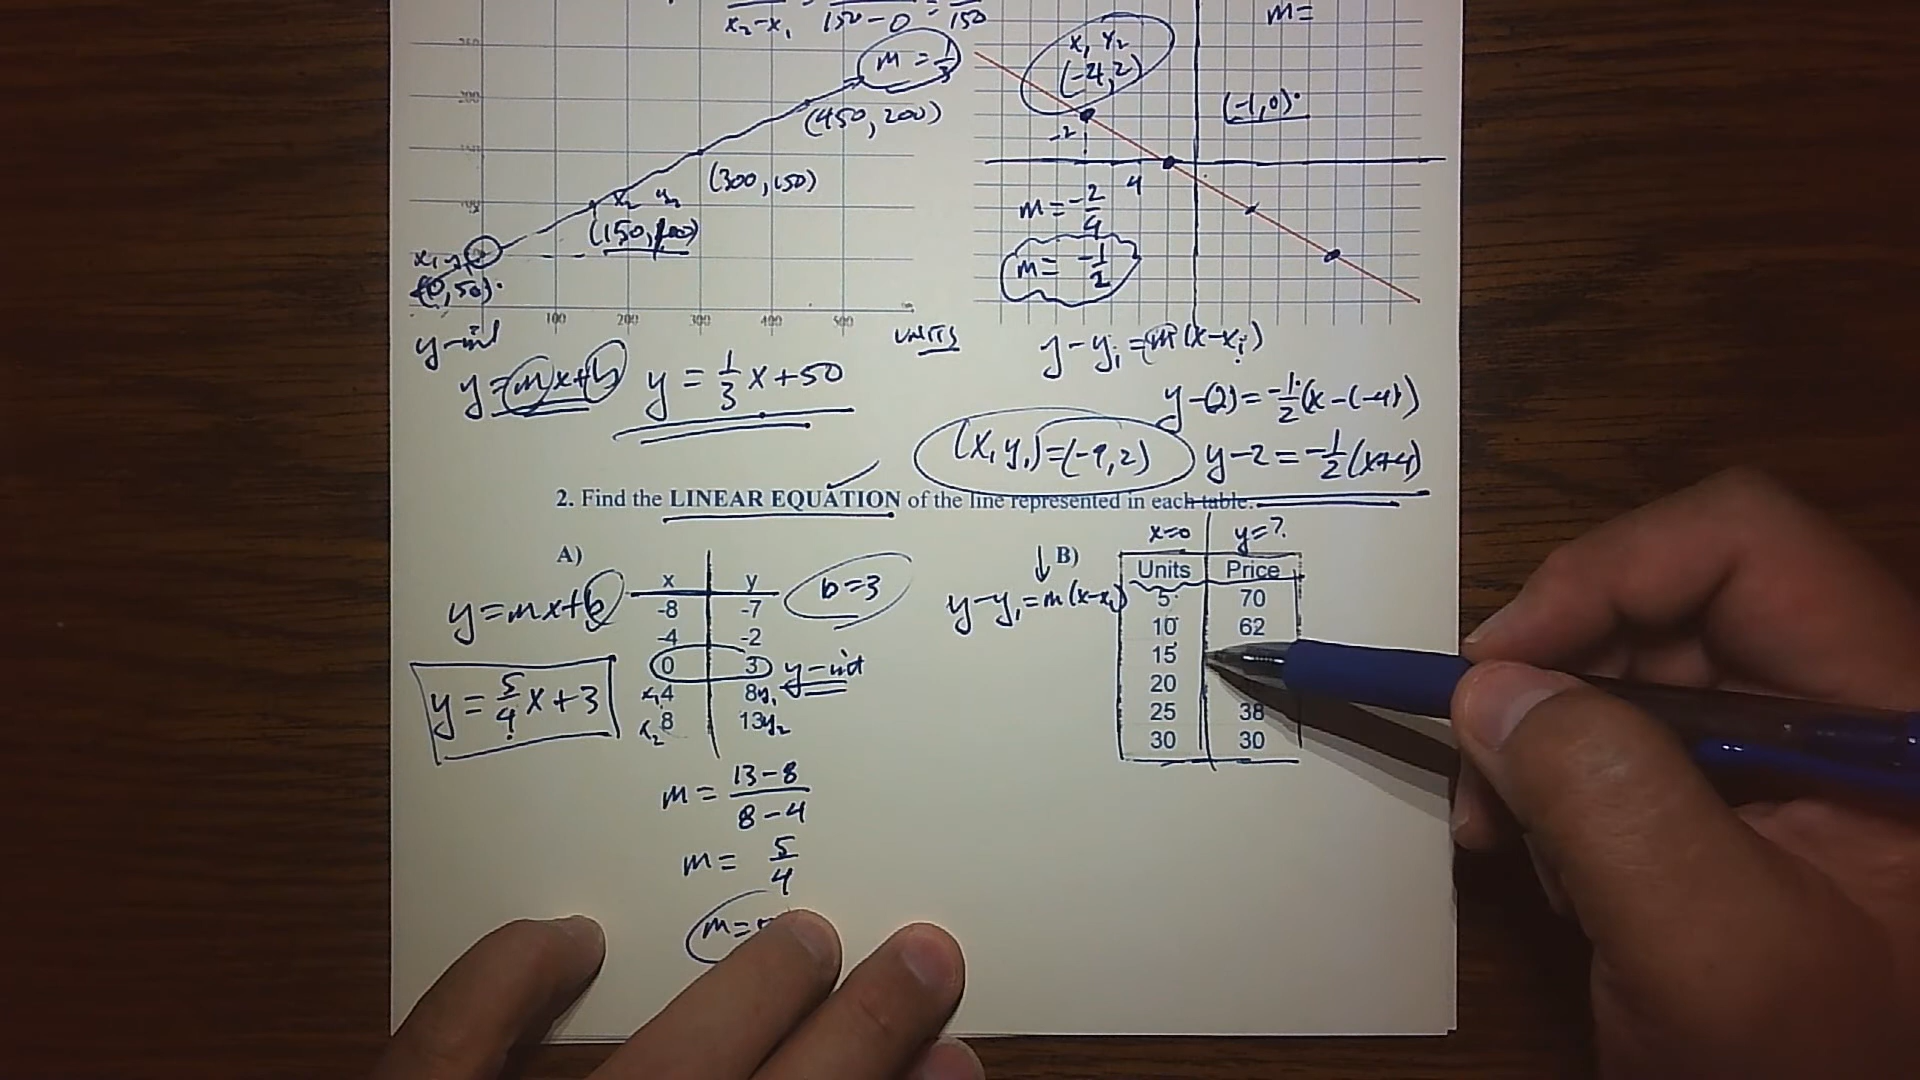 x₂-x₁ 150-0 150
m = 1/3
250
200
(450, 200)
(300, 150)
x₂ y₂
(150, 100)
x₁ y₁
(0, 50)
100 200 300 400 500
UNITS
y-int
y = mx+b y = 1/3 x + 50
m=
x₁ y₂
(-4, 2)
(-1, 0)
-2
4
m = -2/4
m = -1/2
y - y₁ = m(x-x₁)
y-(2) = -1/2(x-(-4))
(x₁ y₁) = (-4, 2) y-2 = -1/2(x+4)
2. Find the LINEAR EQUATION of the line represented in each table.
A)
y = mx+b
x y
-8 -7
-4 -2
0 3 y-int
x₁ 4 8 y₁
x₂ 8 13 y₂
b=3
y = 5/4 x + 3
m = 13-8/8-4
m = 5/4
m =
B)
x=0 y=?
y-y₁ = m(x-x₁)
Units Price
5 70
10 62
15
20
25 38
30 30